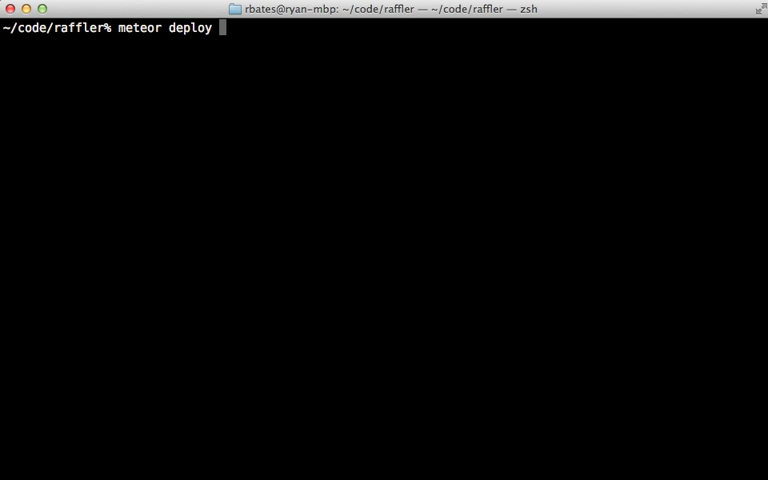 rbates@ryan-mbp: ~/code/raffler — ~/code/raffler — zsh
~/code/raffler% meteor deploy